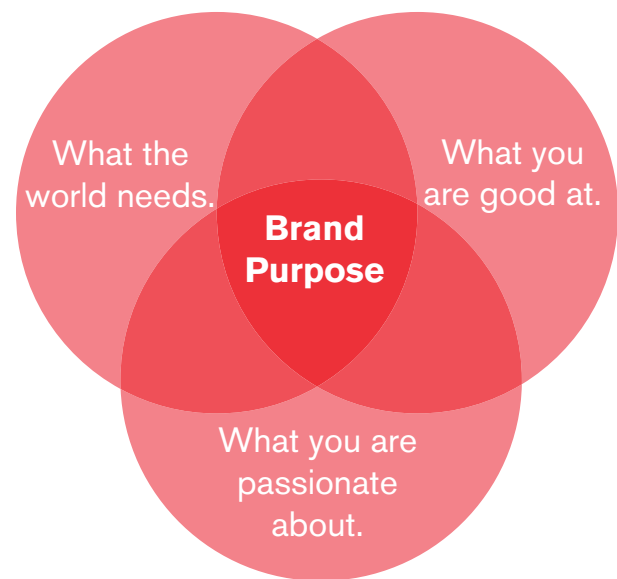 What the
world needs.
What you
are good at.
Brand
Purpose
What you are
passionate
about.